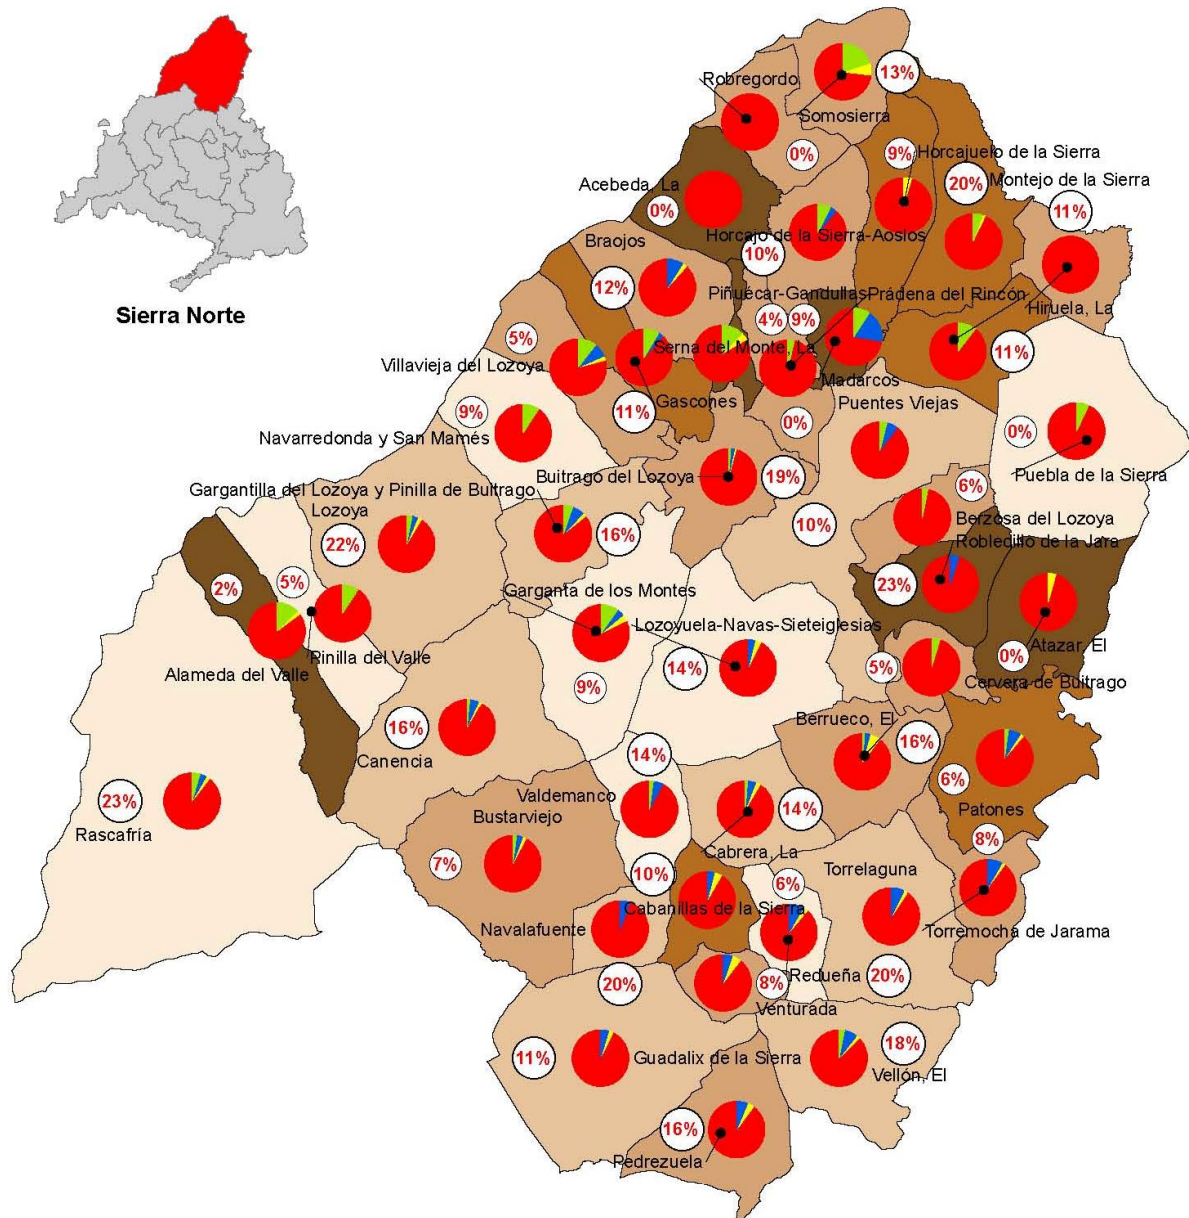 Sierra Norte
Robregordo
Somosierra
13%
0%
9%
Horcajuelo de la Sierra
20%
Montejo de la Sierra
Acebeda, La
0%
11%
Horcajo de la Sierra-Aoslos
10%
Braojos
Hiruela, La
12%
Piñuécar-Gandullas
Prádena del Rincón
4%
9%
5%
Serna del Monte, La
11%
Villavieja del Lozoya
Madarcos
Gascones
Puentes Viejas
9%
11%
0%
0%
Navarredonda y San Mamés
Puebla de la Sierra
Buitrago del Lozoya
19%
6%
Gargantilla del Lozoya y Pinilla de Buitrago
Lozoya
Berzosa del Lozoya
22%
16%
10%
Robledillo de la Jara
2%
5%
23%
Garganta de los Montes
Lozoyuela-Navas-Sieteiglesias
Atazar, El
0%
Pinilla del Valle
14%
5%
Alameda del Valle
9%
Cervera de Buitrago
Berrueco, El
16%
16%
Canencia
14%
6%
23%
Valdemanco
14%
Patones
Rascafría
Bustarviejo
8%
7%
Cabrera, La
10%
6%
Torrelaguna
Cabanillas de la Sierra
Navalafuente
Torremocha de Jarama
20%
8%
Redueña
20%
Venturada
18%
11%
Guadalix de la Sierra
Vellón, El
16%
Pedrezuela